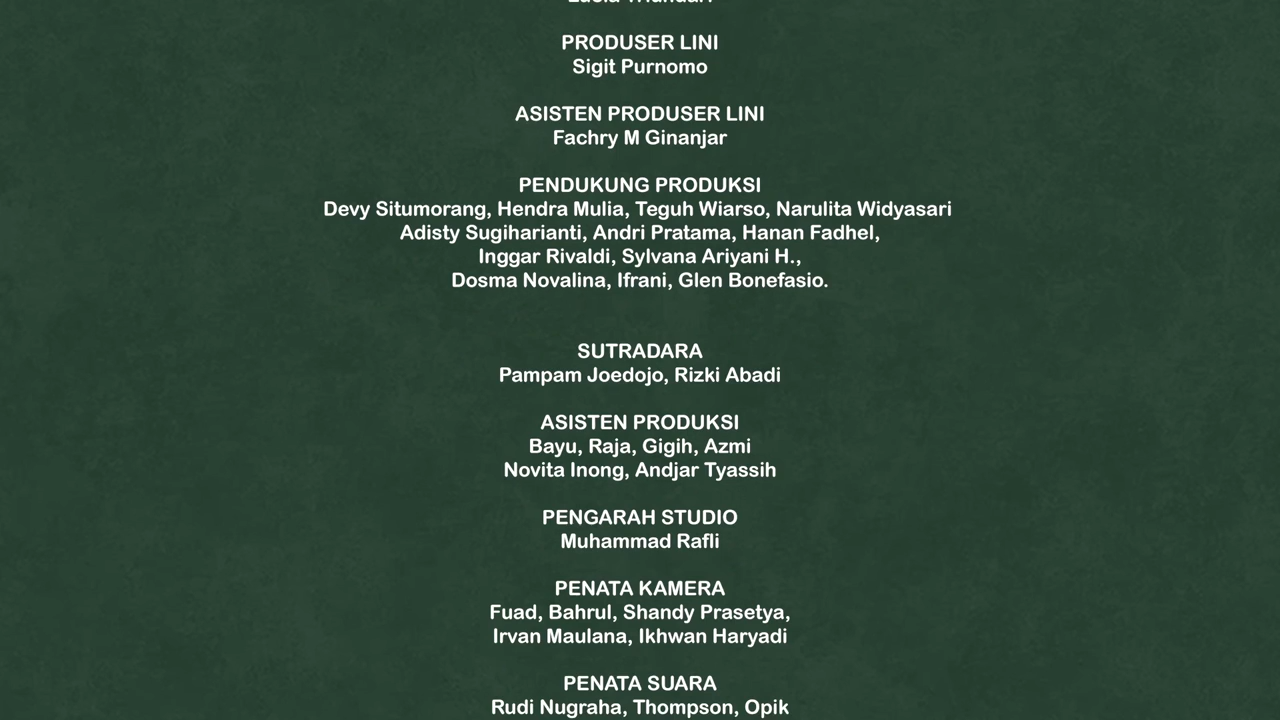 PRODUSER LINI
Sigit Purnomo
ASISTEN PRODUSER LINI
Fachry M Ginanjar
PENDUKUNG PRODUKSI
Devy Situmorang, Hendra Mulia, Teguh Wiarso, Narulita Widyasari
Adisty Sugiharianti, Andri Pratama, Hanan Fadhel,
Inggar Rivaldi, Sylvana Ariyani H.,
Dosma Novalina, Ifrani, Glen Bonefasio.
SUTRADARA
Pampam Joedojo, Rizki Abadi
ASISTEN PRODUKSI
Bayu, Raja, Gigih, Azmi
Novita Inong, Andjar Tyassih
PENGARAH STUDIO
Muhammad Rafli
PENATA KAMERA
Fuad, Bahrul, Shandy Prasetya,
Irvan Maulana, Ikhwan Haryadi
PENATA SUARA
Rudi Nugraha, Thompson, Opik